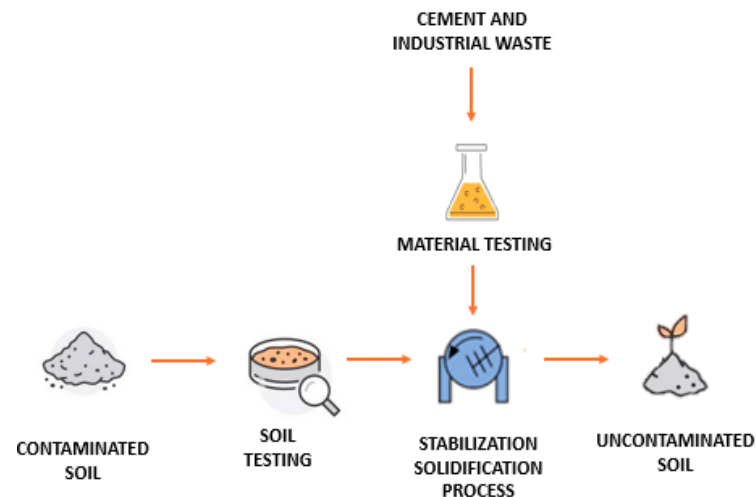 CEMENT AND
INDUSTRIAL WASTE
MATERIAL TESTING
CONTAMINATED
SOIL
SOIL
TESTING
STABILIZATION
SOLIDIFICATION
PROCESS
UNCONTAMINATED
SOIL